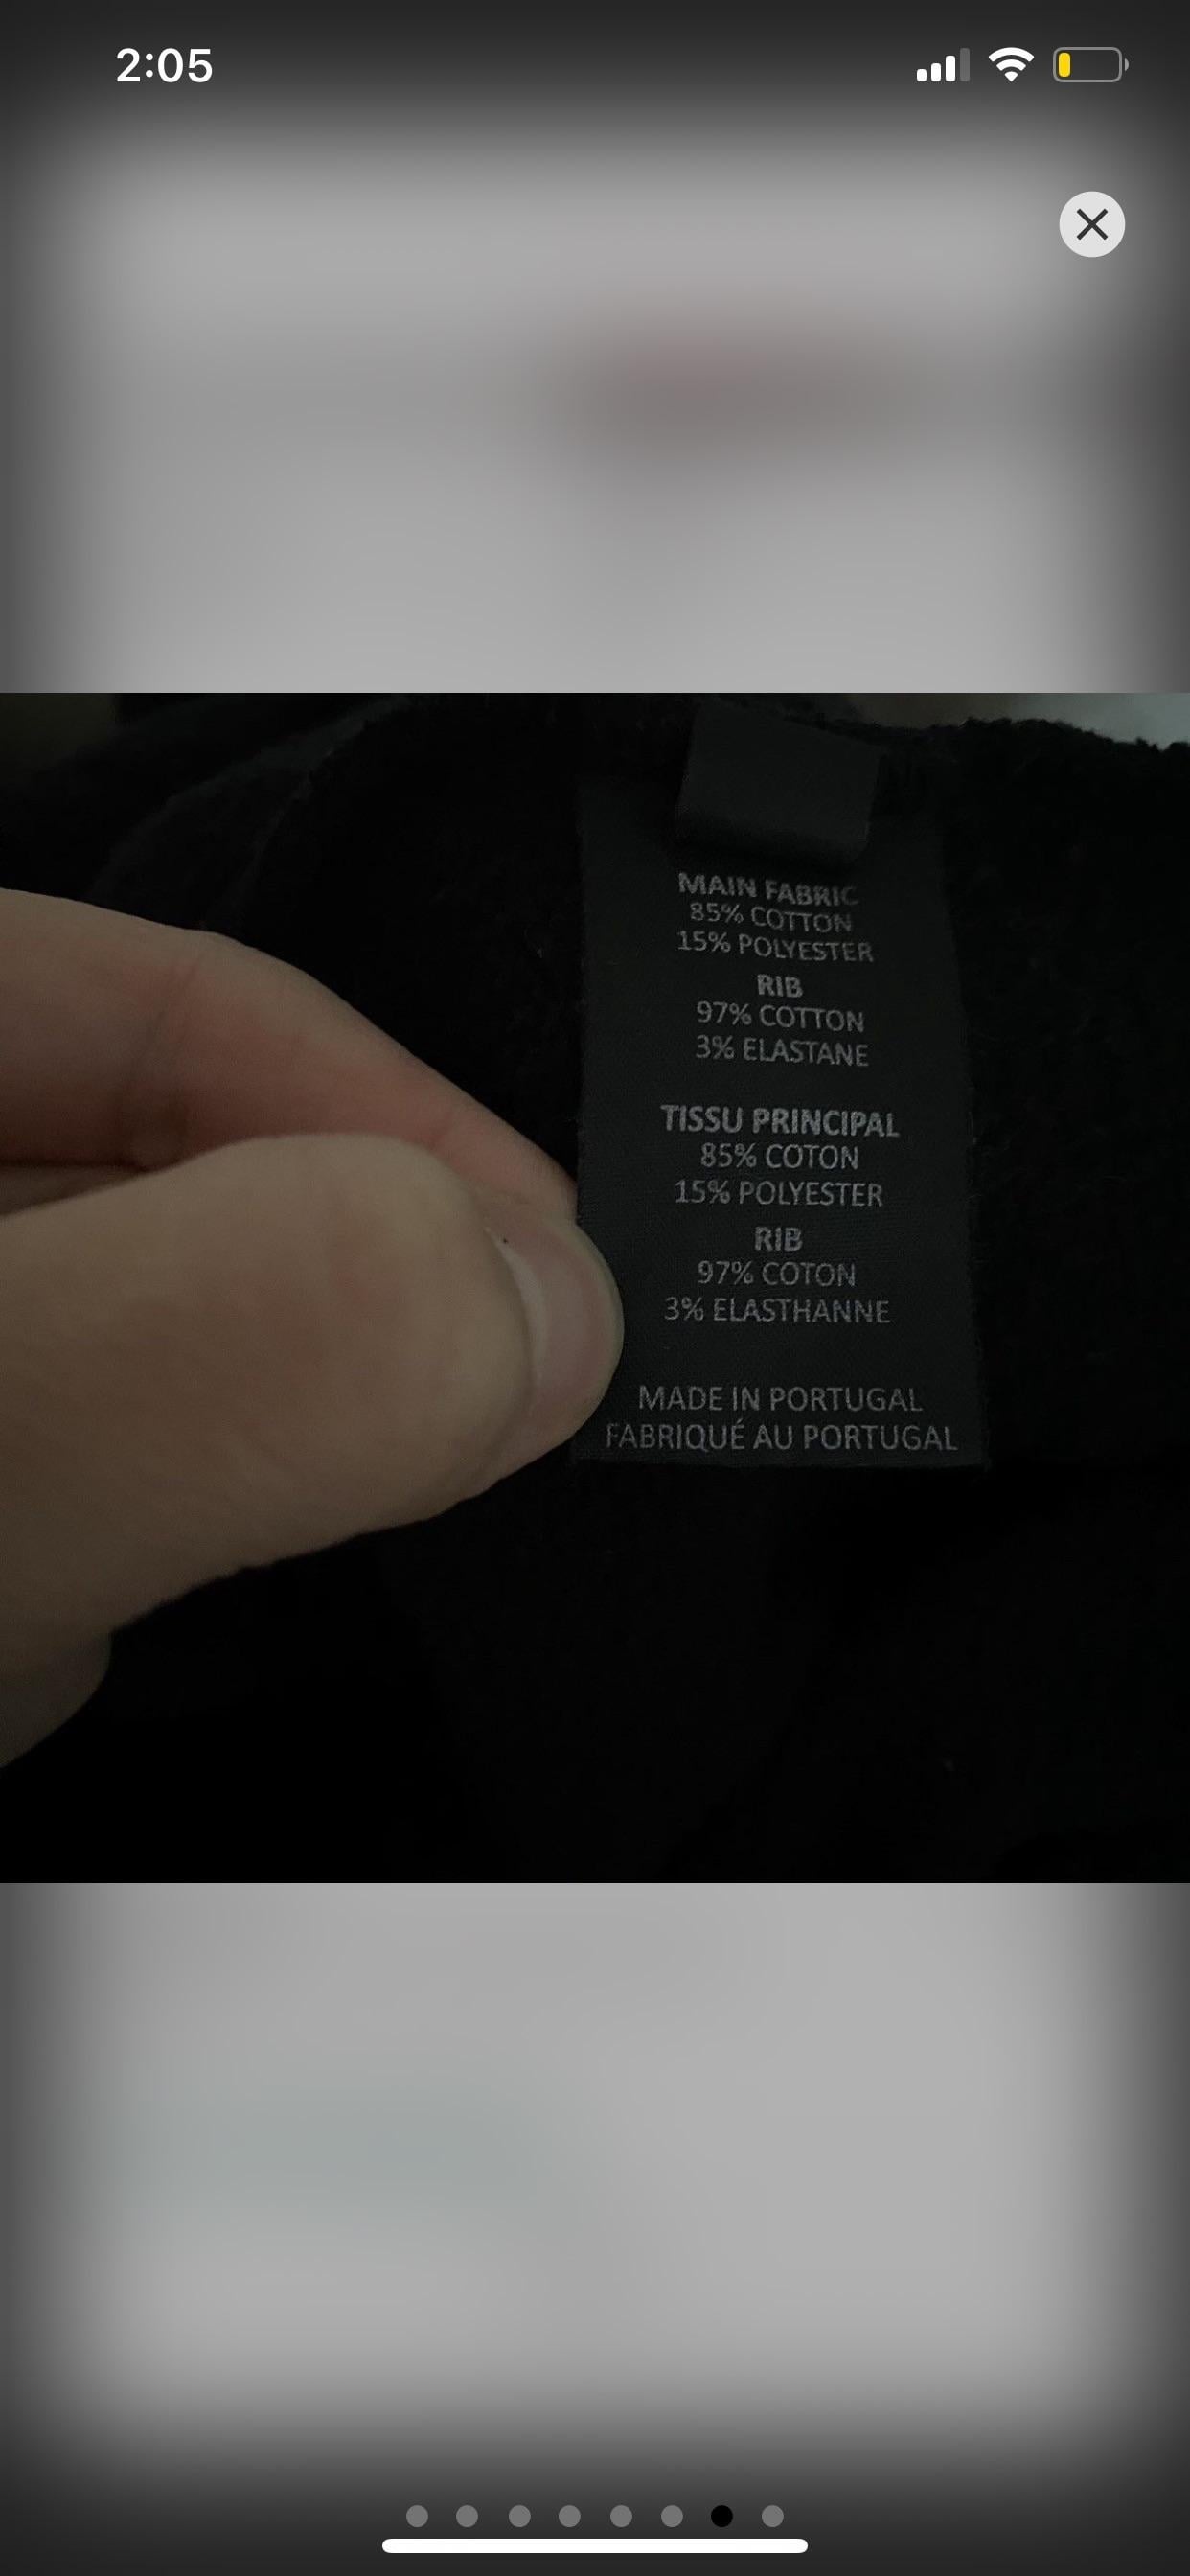 2:05
MAIN FABRIC
85% COTTON
15% POLYESTER
RIB
97% COTTON
3% ELASTANE
TISSU PRINCIPAL
85% COTON
15% POLYESTER
RIB
97% COTON
3% ELASTHANNE
MADE IN PORTUGAL
FABRIQUÉ AU PORTUGAL